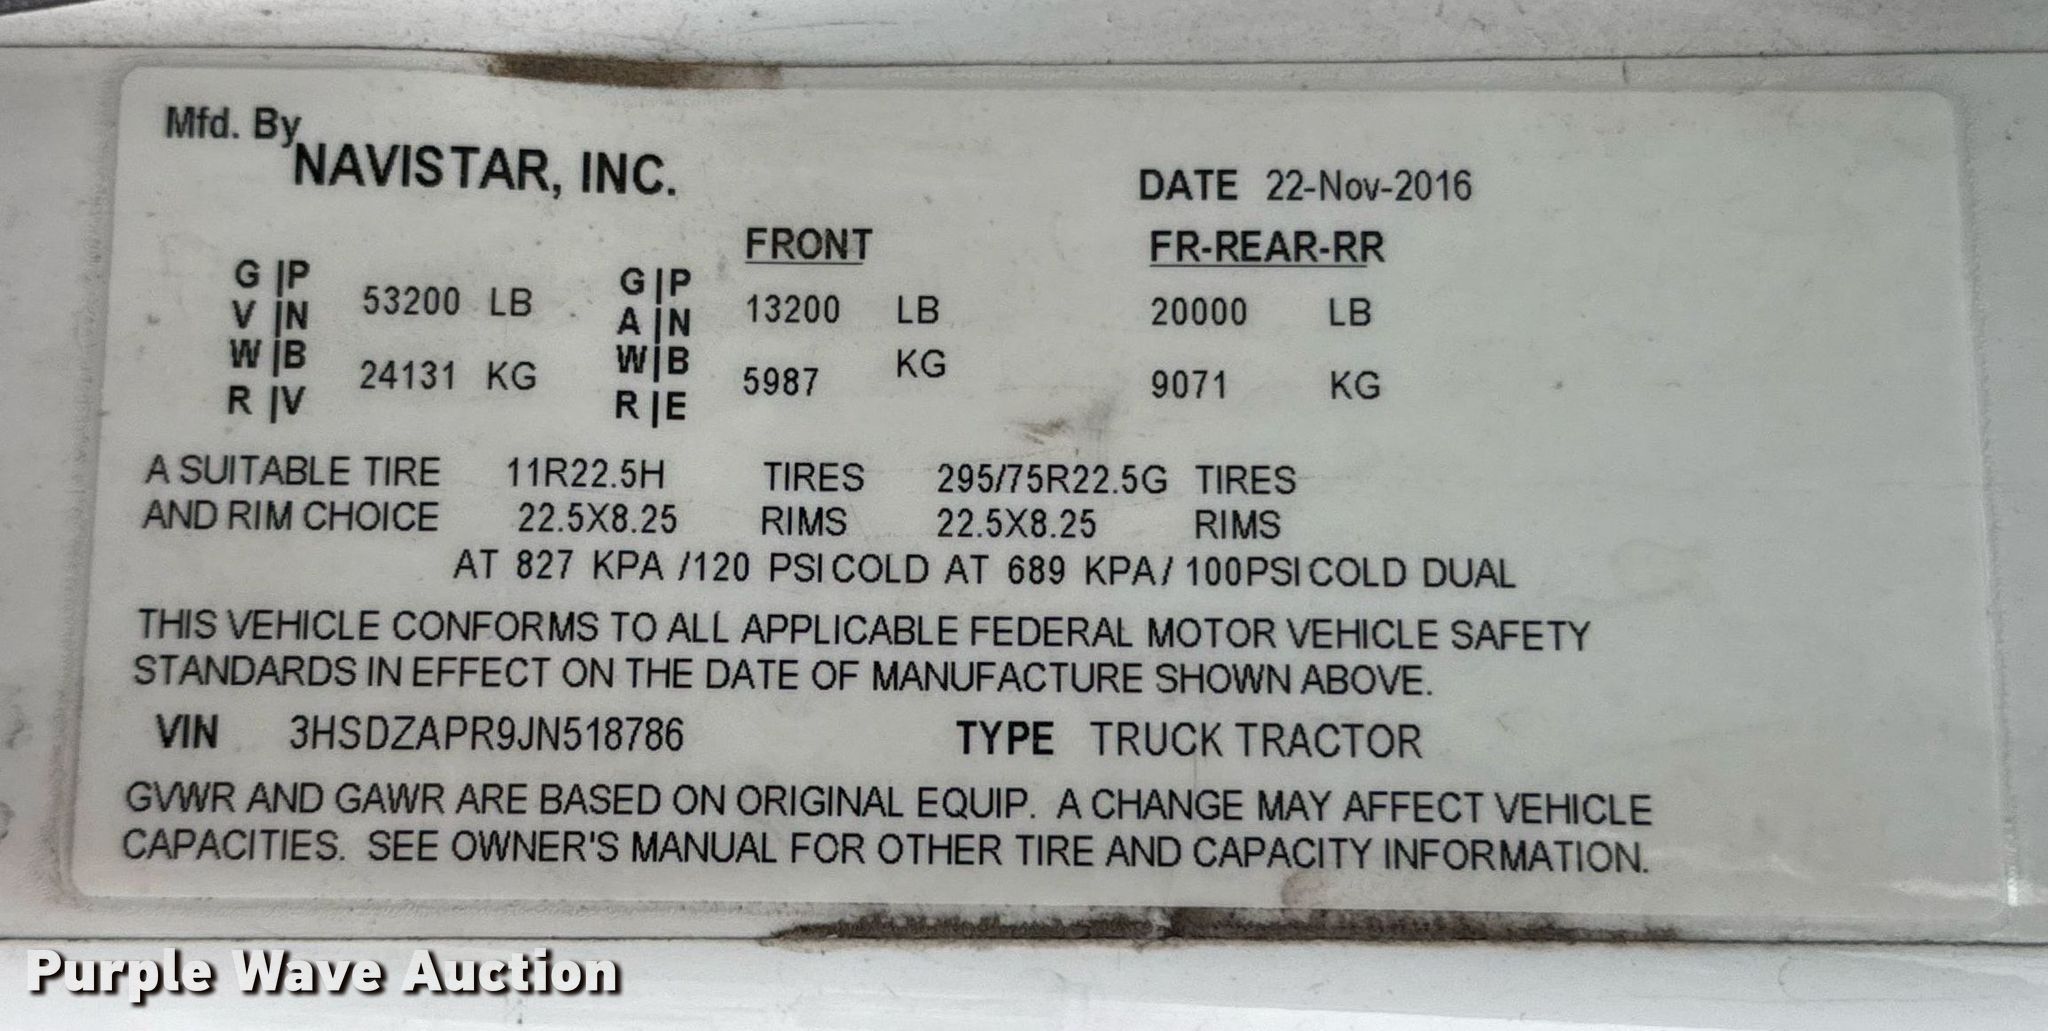 Mfd. By
NAVISTAR, INC.
DATE 22-Nov-2016
FRONT FR-REAR-RR
G |P 53200 LB G |P 13200 LB 20000 LB
V |N A |N
W |B 24131 KG W |B 5987 KG 9071 KG
R |V R |E
A SUITABLE TIRE 11R22.5H TIRES 295/75R22.5G TIRES
AND RIM CHOICE 22.5X8.25 RIMS 22.5X8.25 RIMS
AT 827 KPA /120 PSI COLD AT 689 KPA/ 100PSI COLD DUAL
THIS VEHICLE CONFORMS TO ALL APPLICABLE FEDERAL MOTOR VEHICLE SAFETY
STANDARDS IN EFFECT ON THE DATE OF MANUFACTURE SHOWN ABOVE.
VIN 3HSDZAPR9JN518786 TYPE TRUCK TRACTOR
GVWR AND GAWR ARE BASED ON ORIGINAL EQUIP. A CHANGE MAY AFFECT VEHICLE
CAPACITIES. SEE OWNER'S MANUAL FOR OTHER TIRE AND CAPACITY INFORMATION.
Purple Wave Auction